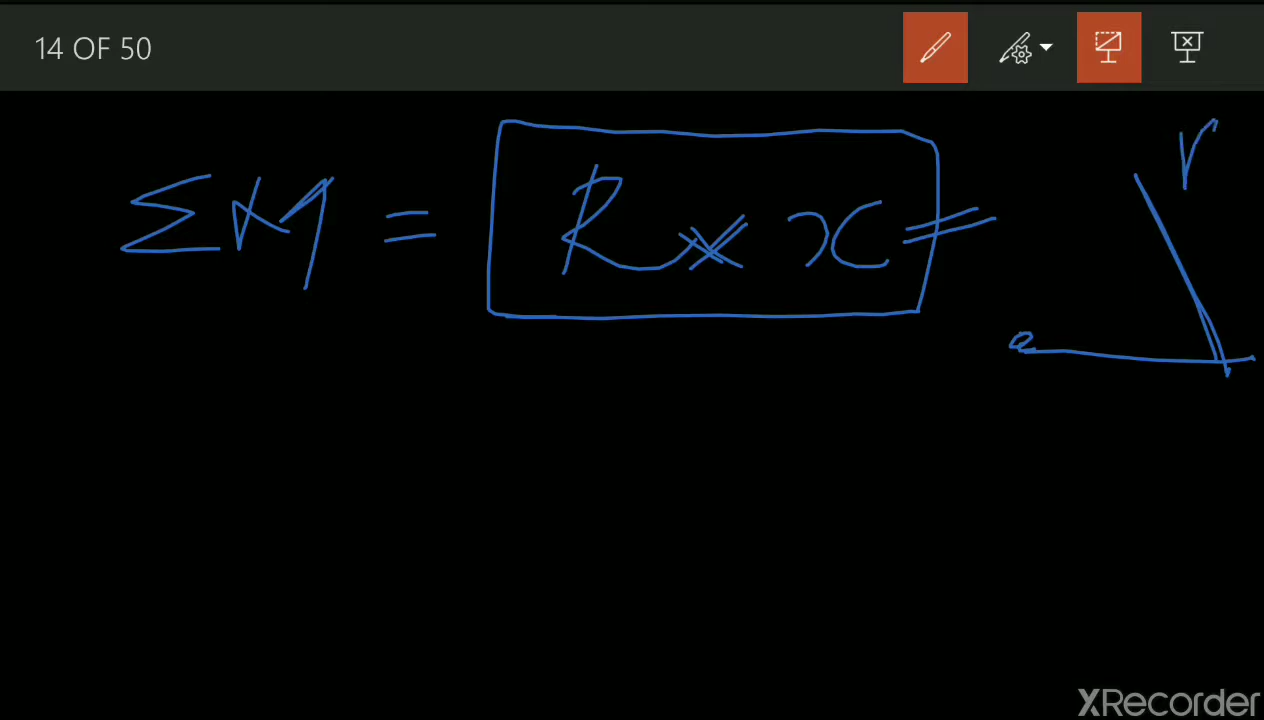 14 OF 50
ΣM = R × x =
r
a
XRecorder